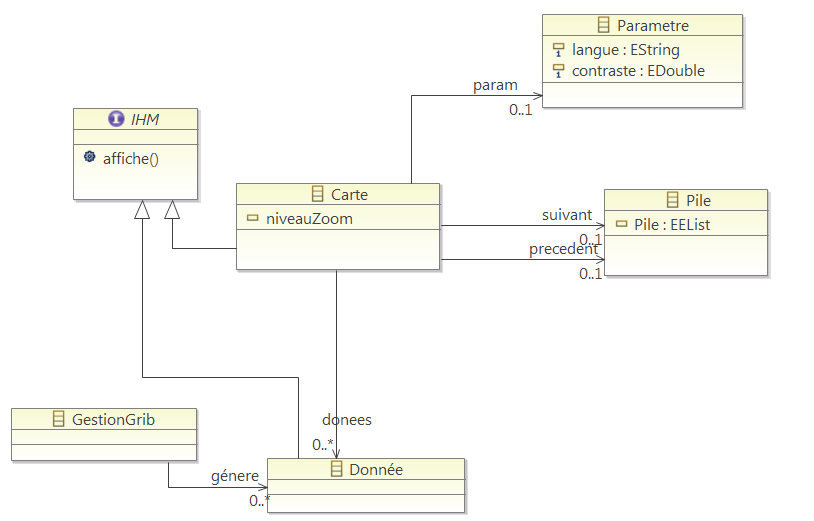 Parametre
langue : EString
contraste : EDouble
param
0..1
IHM
affiche()
Carte
niveauZoom
suivant
0..1
precedent
0..1
Pile
Pile : EEList
donees
0..*
GestionGrib
génere
0..*
Donnée